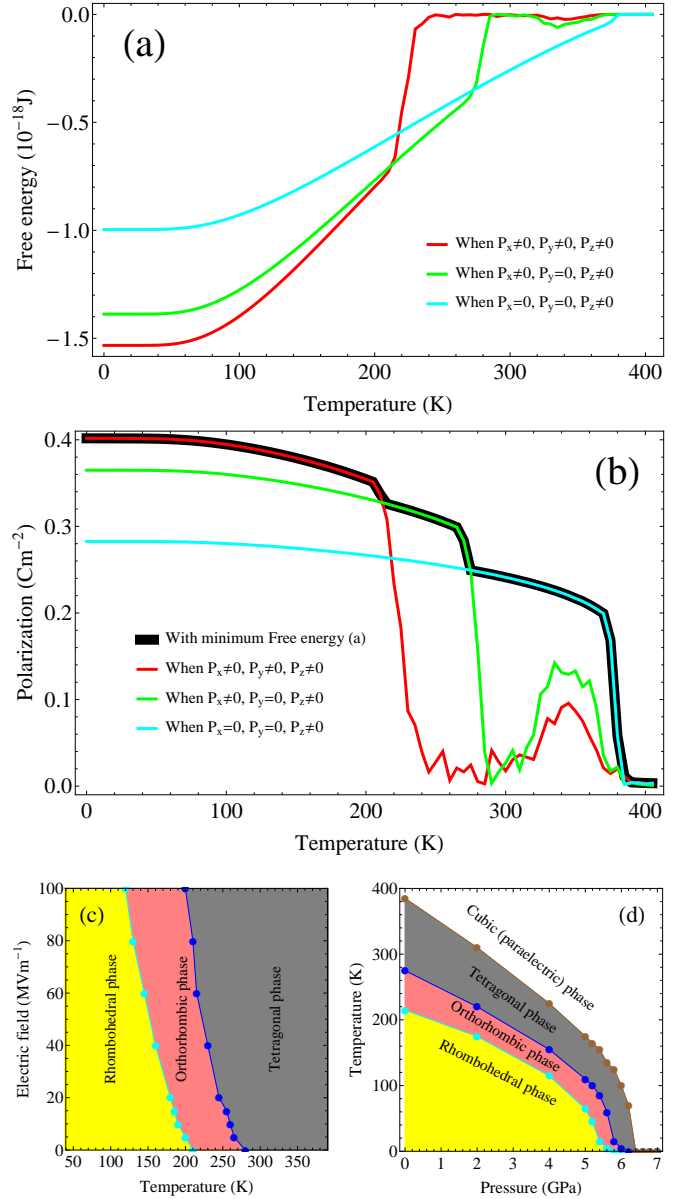 (a)
0.0
−0.5
−1.0
−1.5
Free energy (10⁻¹⁸J)
When Pₓ≠0, Pᵧ≠0, P_z≠0
When Pₓ≠0, Pᵧ=0, P_z≠0
When Pₓ=0, Pᵧ=0, P_z≠0
0 100 200 300 400
Temperature (K)
(b)
0.4
0.3
0.2
0.1
0.0
Polarization (Cm⁻²)
With minimum Free energy (a)
When Pₓ≠0, Pᵧ≠0, P_z≠0
When Pₓ≠0, Pᵧ=0, P_z≠0
When Pₓ=0, Pᵧ=0, P_z≠0
0 100 200 300 400
Temperature (K)
(c)
100
80
60
40
20
0
Electric field (MVm⁻¹)
Rhombohedral phase
Orthorhombic phase
Tetragonal phase
50 100 150 200 250 300 350
Temperature (K)
(d)
400
300
200
100
0
Temperature (K)
Cubic (paraelectric) phase
Tetragonal phase
Orthorhombic phase
Rhombohedral phase
0 1 2 3 4 5 6 7
Pressure (GPa)